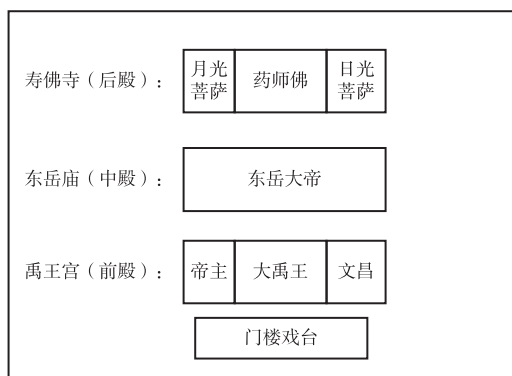 寿佛寺（后殿）：
月光
菩萨
药师佛
日光
菩萨
东岳庙（中殿）：
东岳大帝
禹王宫（前殿）：
帝主
大禹王
文昌
门楼戏台